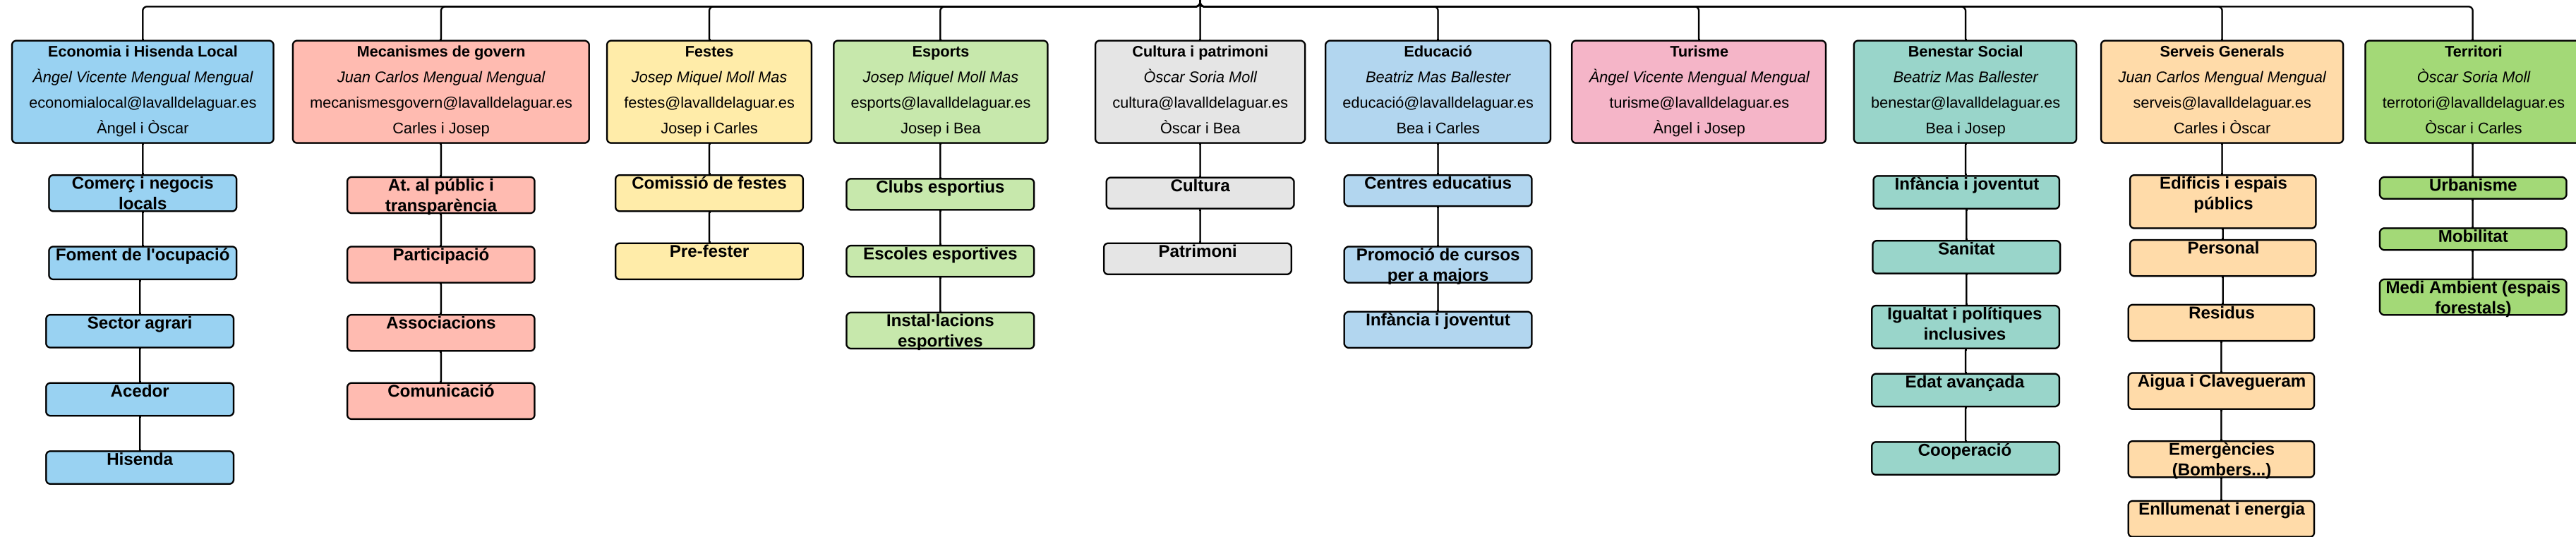 Economia i Hisenda Local
Àngel Vicente Mengual Mengual
economialocal@lavalldelaguar.es
Àngel i Òscar
Comerç i negocis
locals
Foment de l'ocupació
Sector agrari
Acedor
Hisenda
Mecanismes de govern
Juan Carlos Mengual Mengual
mecanismesgovern@lavalldelaguar.es
Carles i Josep
At. al públic i
transparència
Participació
Associacions
Comunicació
Festes
Josep Miquel Moll Mas
festes@lavalldelaguar.es
Josep i Carles
Comissió de festes
Pre-fester
Esports
Josep Miquel Moll Mas
esports@lavalldelaguar.es
Josep i Bea
Clubs esportius
Escoles esportives
Instal·lacions
esportives
Cultura i patrimoni
Òscar Soria Moll
cultura@lavalldelaguar.es
Òscar i Bea
Cultura
Patrimoni
Educació
Beatriz Mas Ballester
educació@lavalldelaguar.es
Bea i Carles
Centres educatius
Promoció de cursos
per a majors
Infància i joventut
Turisme
Àngel Vicente Mengual Mengual
turisme@lavalldelaguar.es
Àngel i Josep
Benestar Social
Beatriz Mas Ballester
benestar@lavalldelaguar.es
Bea i Josep
Infància i joventut
Sanitat
Igualtat i polítiques
inclusives
Edat avançada
Cooperació
Serveis Generals
Juan Carlos Mengual Mengual
serveis@lavalldelaguar.es
Carles i Òscar
Edificis i espais
públics
Personal
Residus
Aigua i Clavegueram
Emergències
(Bombers...)
Enllumenat i energia
Territori
Òscar Soria Moll
terrotori@lavalldelaguar.es
Òscar i Carles
Urbanisme
Mobilitat
Medi Ambient (espais
forestals)